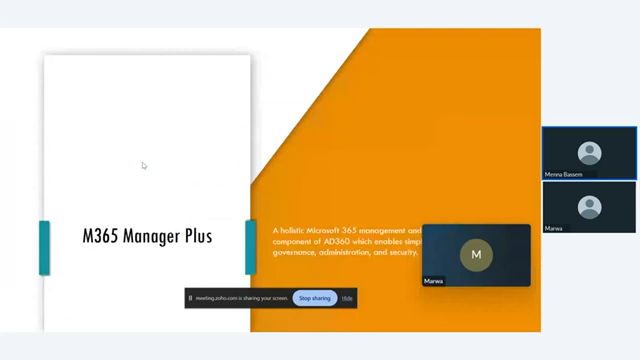 M365 Manager Plus
A holistic Microsoft 365 management and
component of AD360 which enables simpl
governance, administration, and security.
M
Marwa
meeting.zoho.com is sharing your screen.
Stop sharing
Hide
Menna Bassem
Marwa